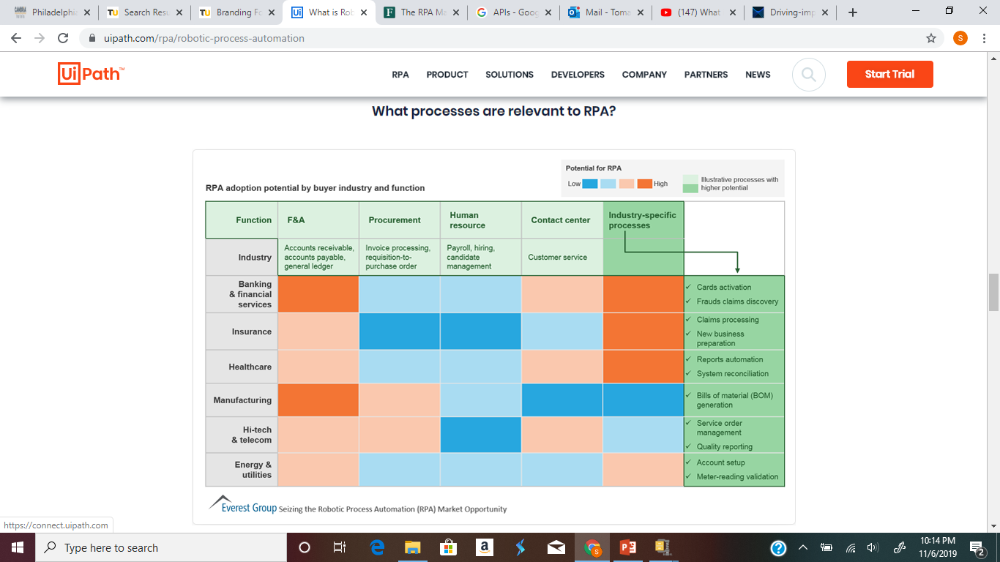 Philadelphi
Search Resu
Branding Fo
What is Rob
The RPA Ma
APIs - Goog
Mail - Toma
(147) What
Driving-imp
uipath.com/rpa/robotic-process-automation
S
UiPath™
RPA
PRODUCT
SOLUTIONS
DEVELOPERS
COMPANY
PARTNERS
NEWS
Start Trial
What processes are relevant to RPA?
Potential for RPA
Low
High
Illustrative processes with
higher potential
RPA adoption potential by buyer industry and function
Function
F&A
Procurement
Human
resource
Contact center
Industry-specific
processes
Industry
Accounts receivable,
accounts payable,
general ledger
Invoice processing,
requisition-to-
purchase order
Payroll, hiring,
candidate
management
Customer service
Banking
& financial
services
✓ Cards activation
✓ Frauds claims discovery
Insurance
✓ Claims processing
✓ New business
preparation
Healthcare
✓ Reports automation
✓ System reconciliation
Manufacturing
✓ Bills of material (BOM)
generation
Hi-tech
& telecom
✓ Service order
management
✓ Quality reporting
Energy &
utilities
✓ Account setup
✓ Meter-reading validation
Everest Group Seizing the Robotic Process Automation (RPA) Market Opportunity
https://connect.uipath.com
Type here to search
10:14 PM
11/6/2019
2